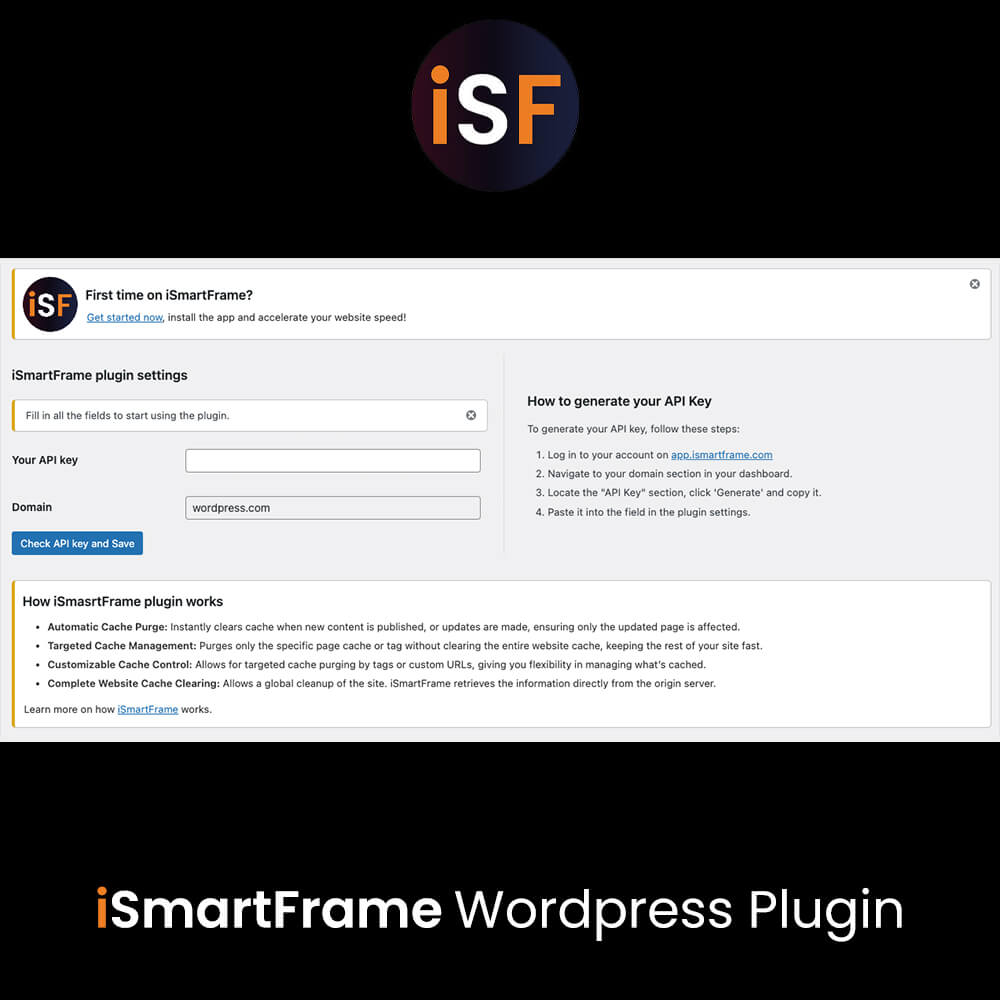 iSF
iSF
First time on iSmartFrame?
Get started now, install the app and accelerate your website speed!
iSmartFrame plugin settings
Fill in all the fields to start using the plugin.
Your API key
Domain
wordpress.com
Check API key and Save
How to generate your API Key
To generate your API key, follow these steps:
1. Log in to your account on app.ismartframe.com
2. Navigate to your domain section in your dashboard.
3. Locate the "API Key" section, click 'Generate' and copy it.
4. Paste it into the field in the plugin settings.
How iSmasrtFrame plugin works
• Automatic Cache Purge: Instantly clears cache when new content is published, or updates are made, ensuring only the updated page is affected.
• Targeted Cache Management: Purges only the specific page cache or tag without clearing the entire website cache, keeping the rest of your site fast.
• Customizable Cache Control: Allows for targeted cache purging by tags or custom URLs, giving you flexibility in managing what's cached.
• Complete Website Cache Clearing: Allows a global cleanup of the site. iSmartFrame retrieves the information directly from the origin server.
Learn more on how iSmartFrame works.
iSmartFrame Wordpress Plugin